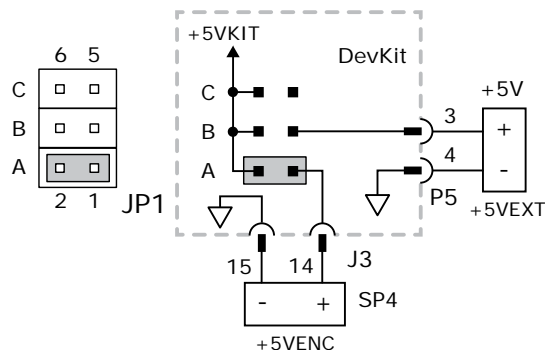 +5VKIT
DevKit
6 5
C
B
A
2 1
JP1
C
B
A
+5V
3
+
4
-
P5
+5VEXT
J3
15 14
- +
SP4
+5VENC